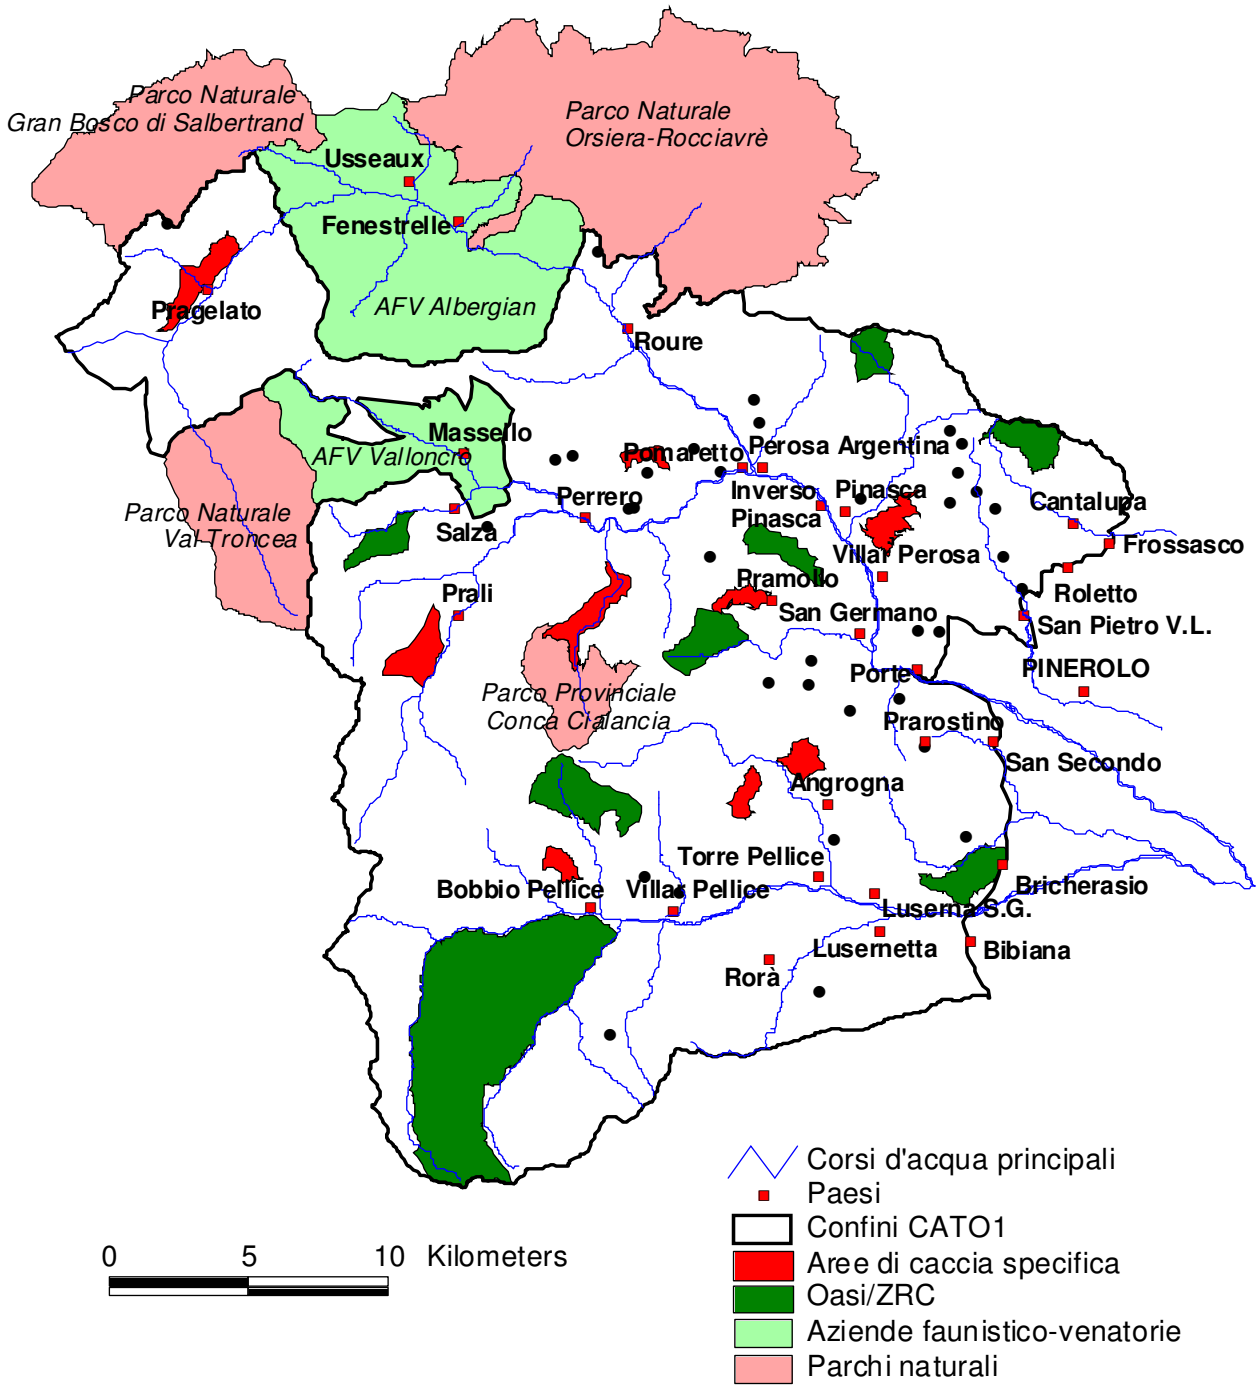 Parco Naturale
Gran Bosco di Salbertrand
Parco Naturale
Orsiera-Rocciavrè
Usseaux
Fenestrelle
AFV Albergian
Pragelato
Roure
Massello
AFV Valloncrò
Pomaretto
Perosa Argentina
Perrero
Inverso
Pinasca
Pinasca
Cantalupa
Parco Naturale
Val Troncea
Salza
Villar Perosa
Frossasco
Prali
Pramollo
San Germano
Roletto
San Pietro V.L.
Porte
PINEROLO
Parco Provinciale
Conca Cialancia
Prarostino
San Secondo
Angrogna
Torre Pellice
Bobbio Pellice
Villar Pellice
Bricherasio
Luserna S.G.
Lusernetta
Bibiana
Rorà
Corsi d'acqua principali
Paesi
Confini CATO1
Aree di caccia specifica
Oasi/ZRC
Aziende faunistico-venatorie
Parchi naturali
0 5 10 Kilometers